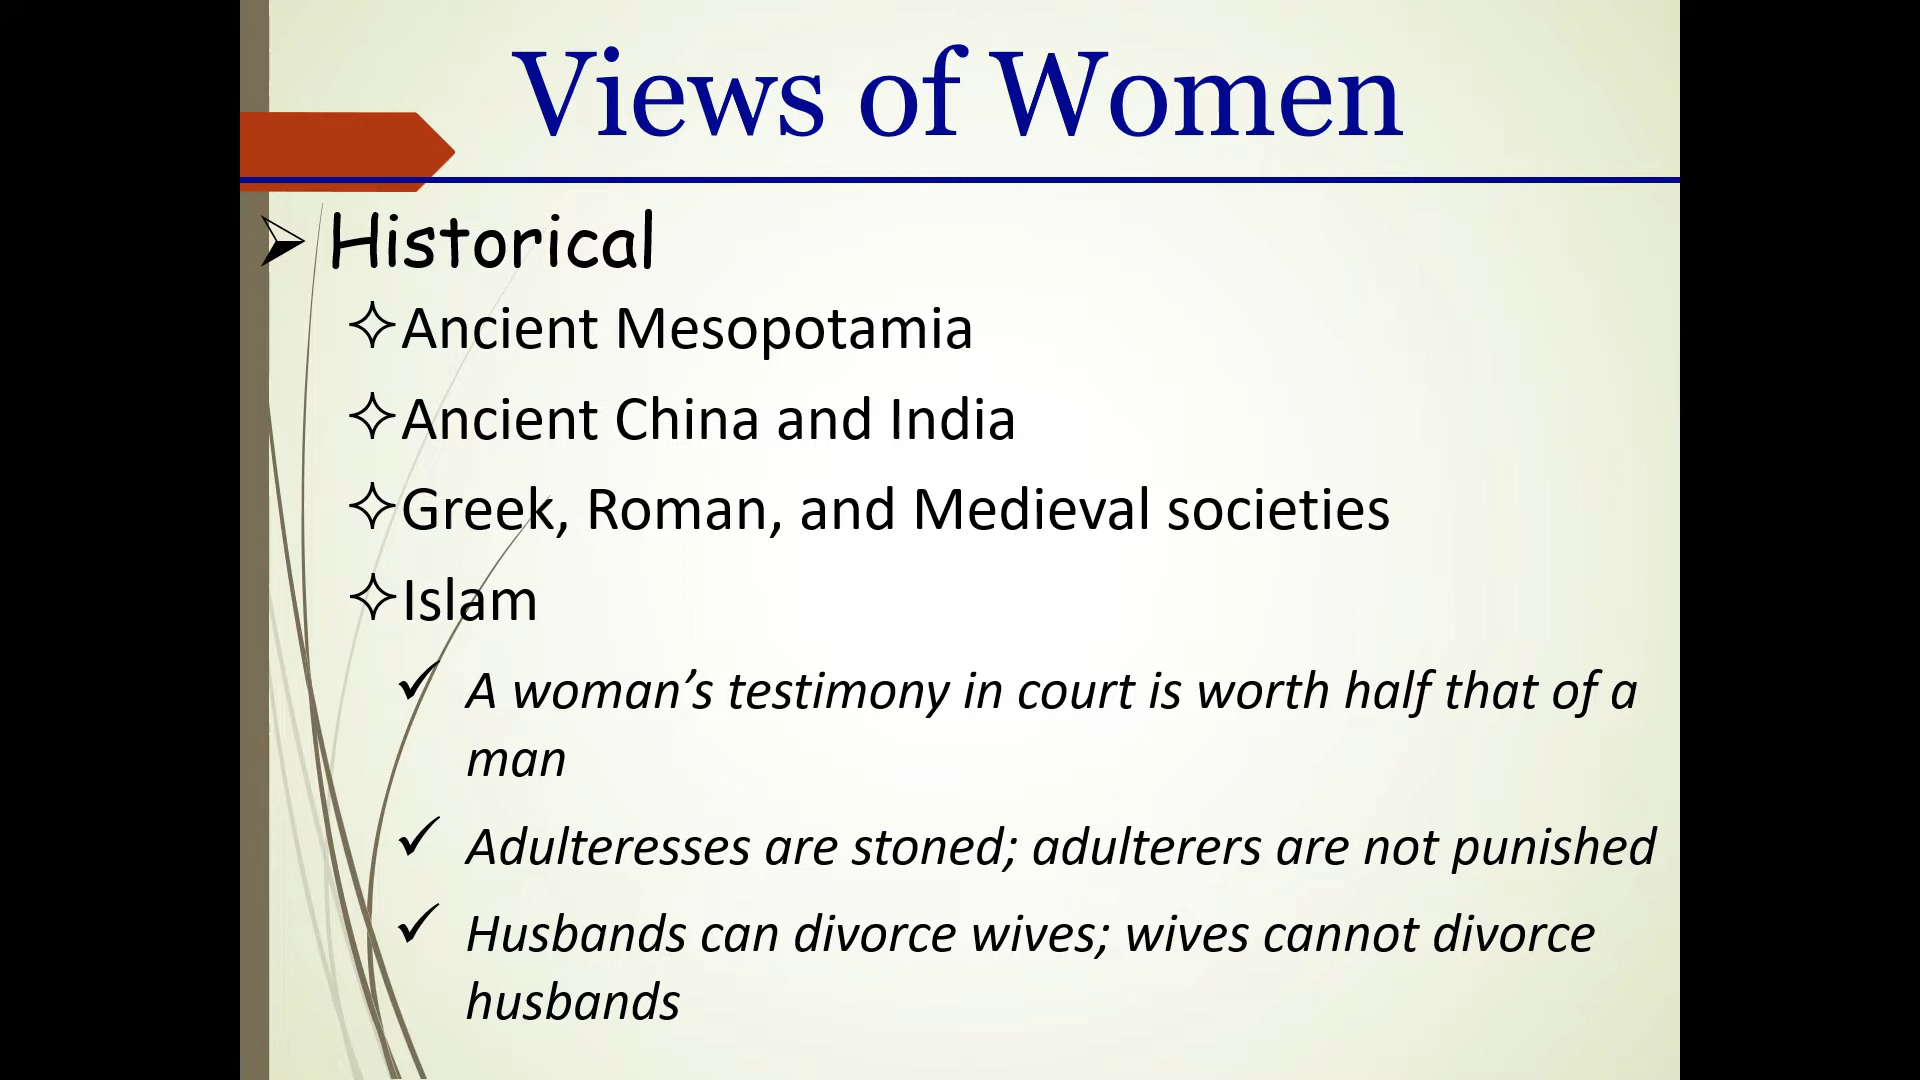 Views of Women
Historical
Ancient Mesopotamia
Ancient China and India
Greek, Roman, and Medieval societies
Islam
A woman’s testimony in court is worth half that of a
man
Adulteresses are stoned; adulterers are not punished
Husbands can divorce wives; wives cannot divorce
husbands